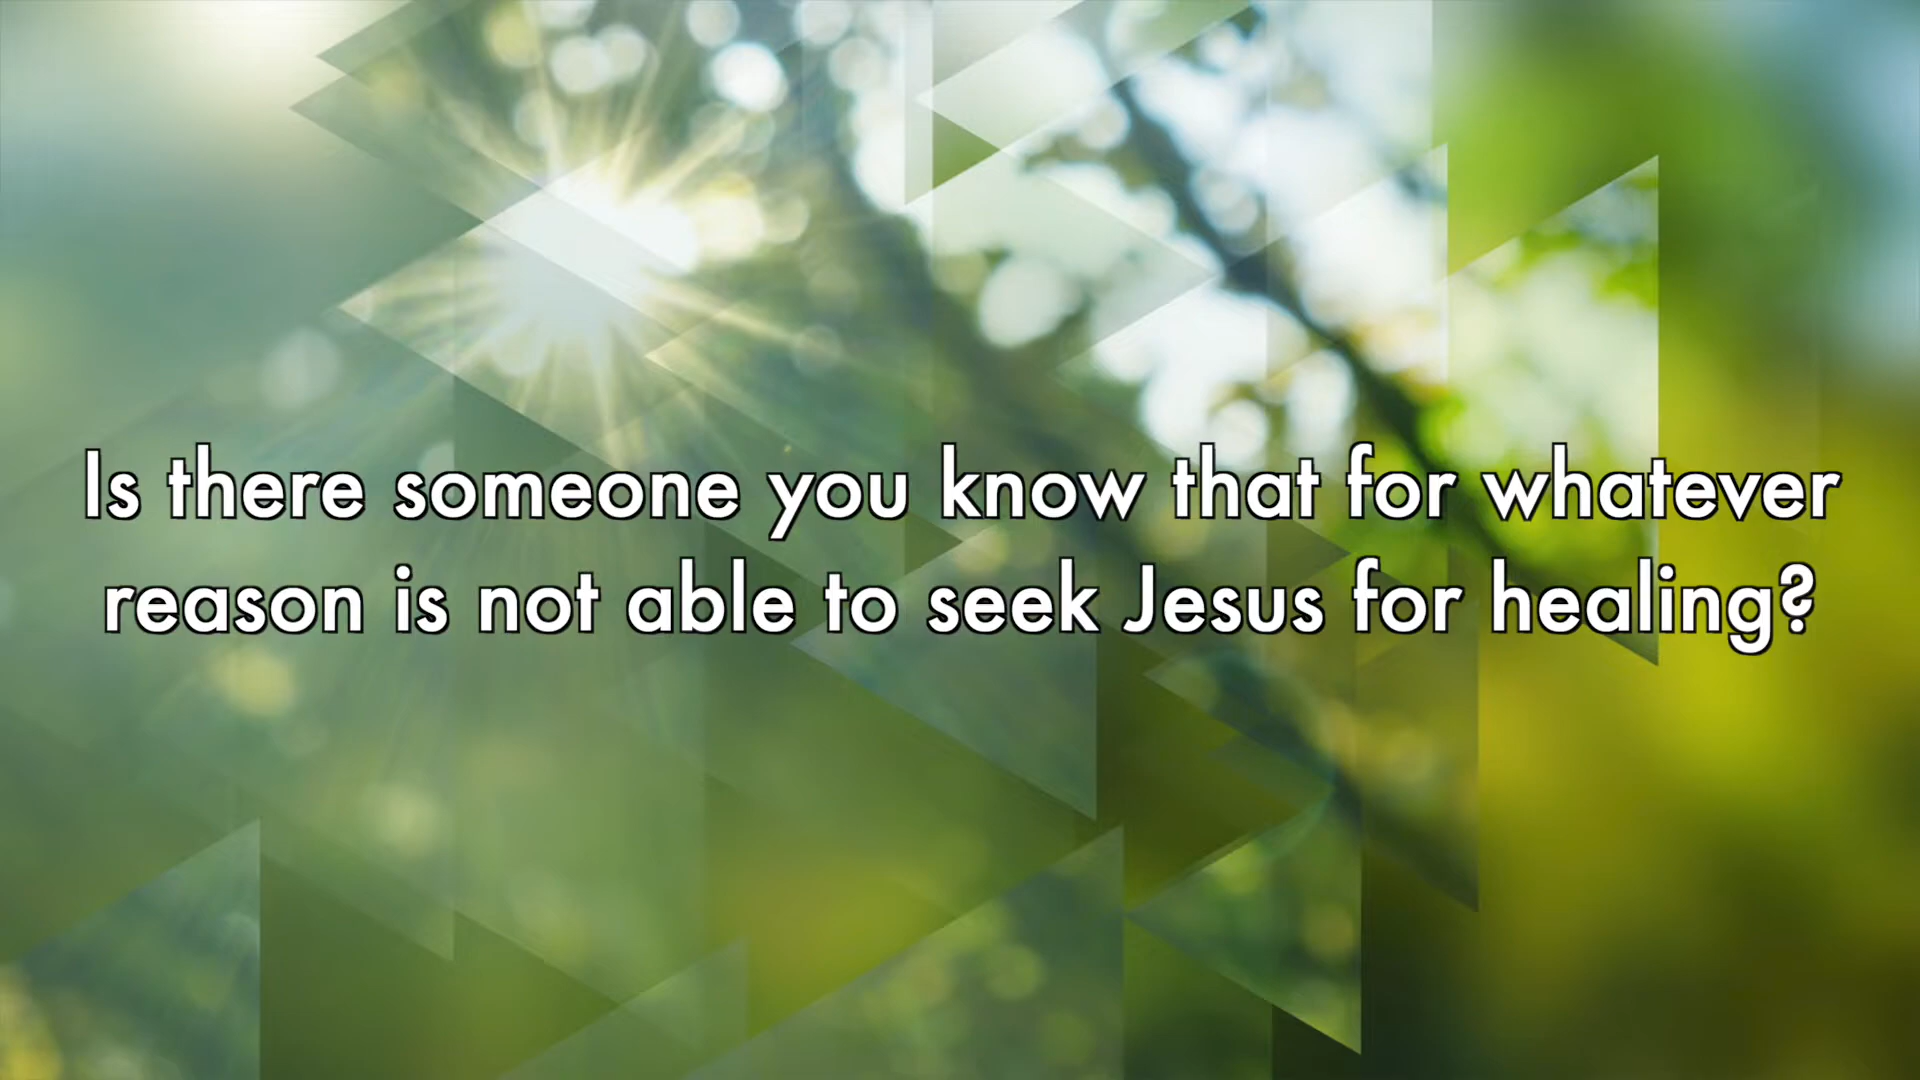 Is there someone you know that for whatever
reason is not able to seek Jesus for healing?